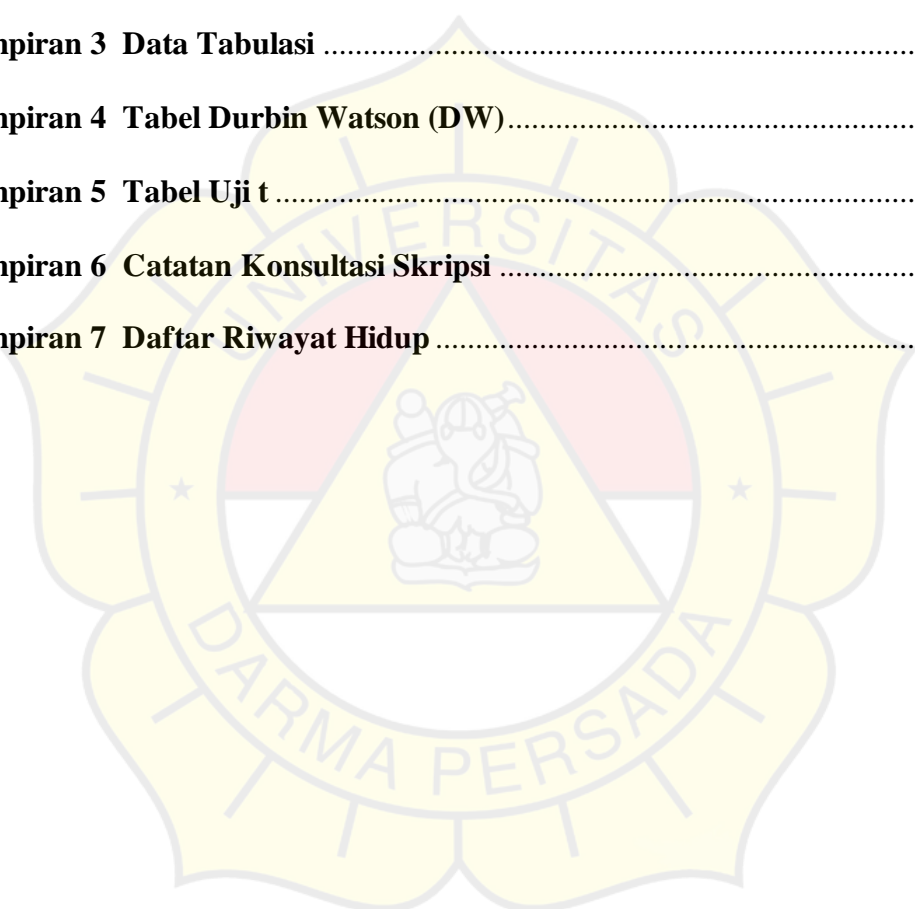 npiran 3 Data Tabulasi ................................................................
npiran 4 Tabel Durbin Watson (DW)............................................
npiran 5 Tabel Uji t .....................................................................
npiran 6 Catatan Konsultasi Skripsi .............................................
npiran 7 Daftar Riwayat Hidup ....................................................
UNIVERSITAS
DARMA PERSADA